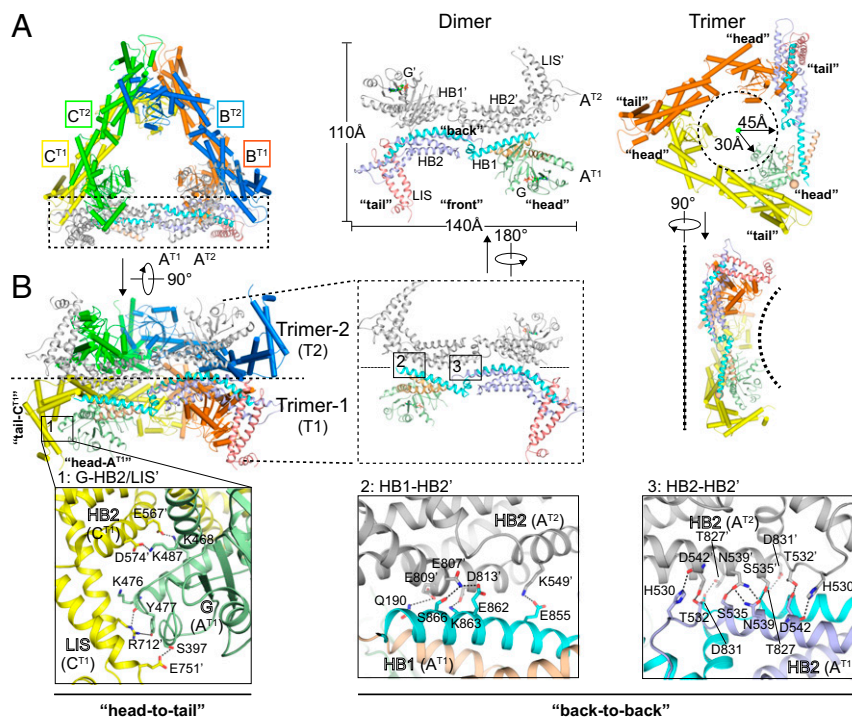 A
Dimer
Trimer
C^T2
C^T1
B^T2
B^T1
A^T1 A^T2
90°
110Å
140Å
G'
HB1'
HB2'
LIS'
A^T2
"back"
HB2
HB1
A^T1
LIS
G
"tail"
"front"
"head"
180°
"head"
"tail"
"tail"
"head"
45Å
30Å
"head"
"tail"
90°
B
Trimer-2
(T2)
Trimer-1
(T1)
"tail-C^T1"
1
"head-A^T1"
2
3
1: G-HB2/LIS'
HB2
(C^T1)
E567'
K468
D574'
K487
K476
Y477
G
(A^T1)
LIS
(C^T1)
R712'
S397
E751'
2: HB1-HB2'
HB2 (A^T2)
E807'
E809'
D813'
K549'
Q190
S866
K863
E862
E855
HB1 (A^T1)
3: HB2-HB2'
HB2 (A^T2)
T827'
D831'
D542'
N539'
T532'
S535'
H530
H530
T532
S535
N539
D542
D831
T827
HB2 (A^T1
"head-to-tail"
"back-to-back"